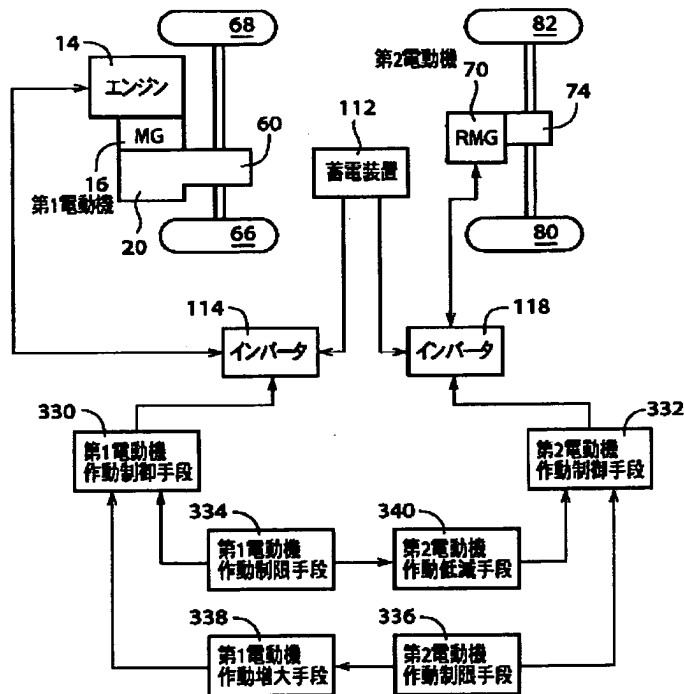 68
82
14
第2電動機
エンジン
70
74
60
112
MG
RMG
16
蓄電装置
第1電動機
20
66
80
114
118
インバータ
インバータ
330
332
第1電動機
作動制御手段
第2電動機
作動制御手段
334
340
第1電動機
作動制限手段
第2電動機
作動低減手段
338
336
第1電動機
作動増大手段
第2電動機
作動制限手段